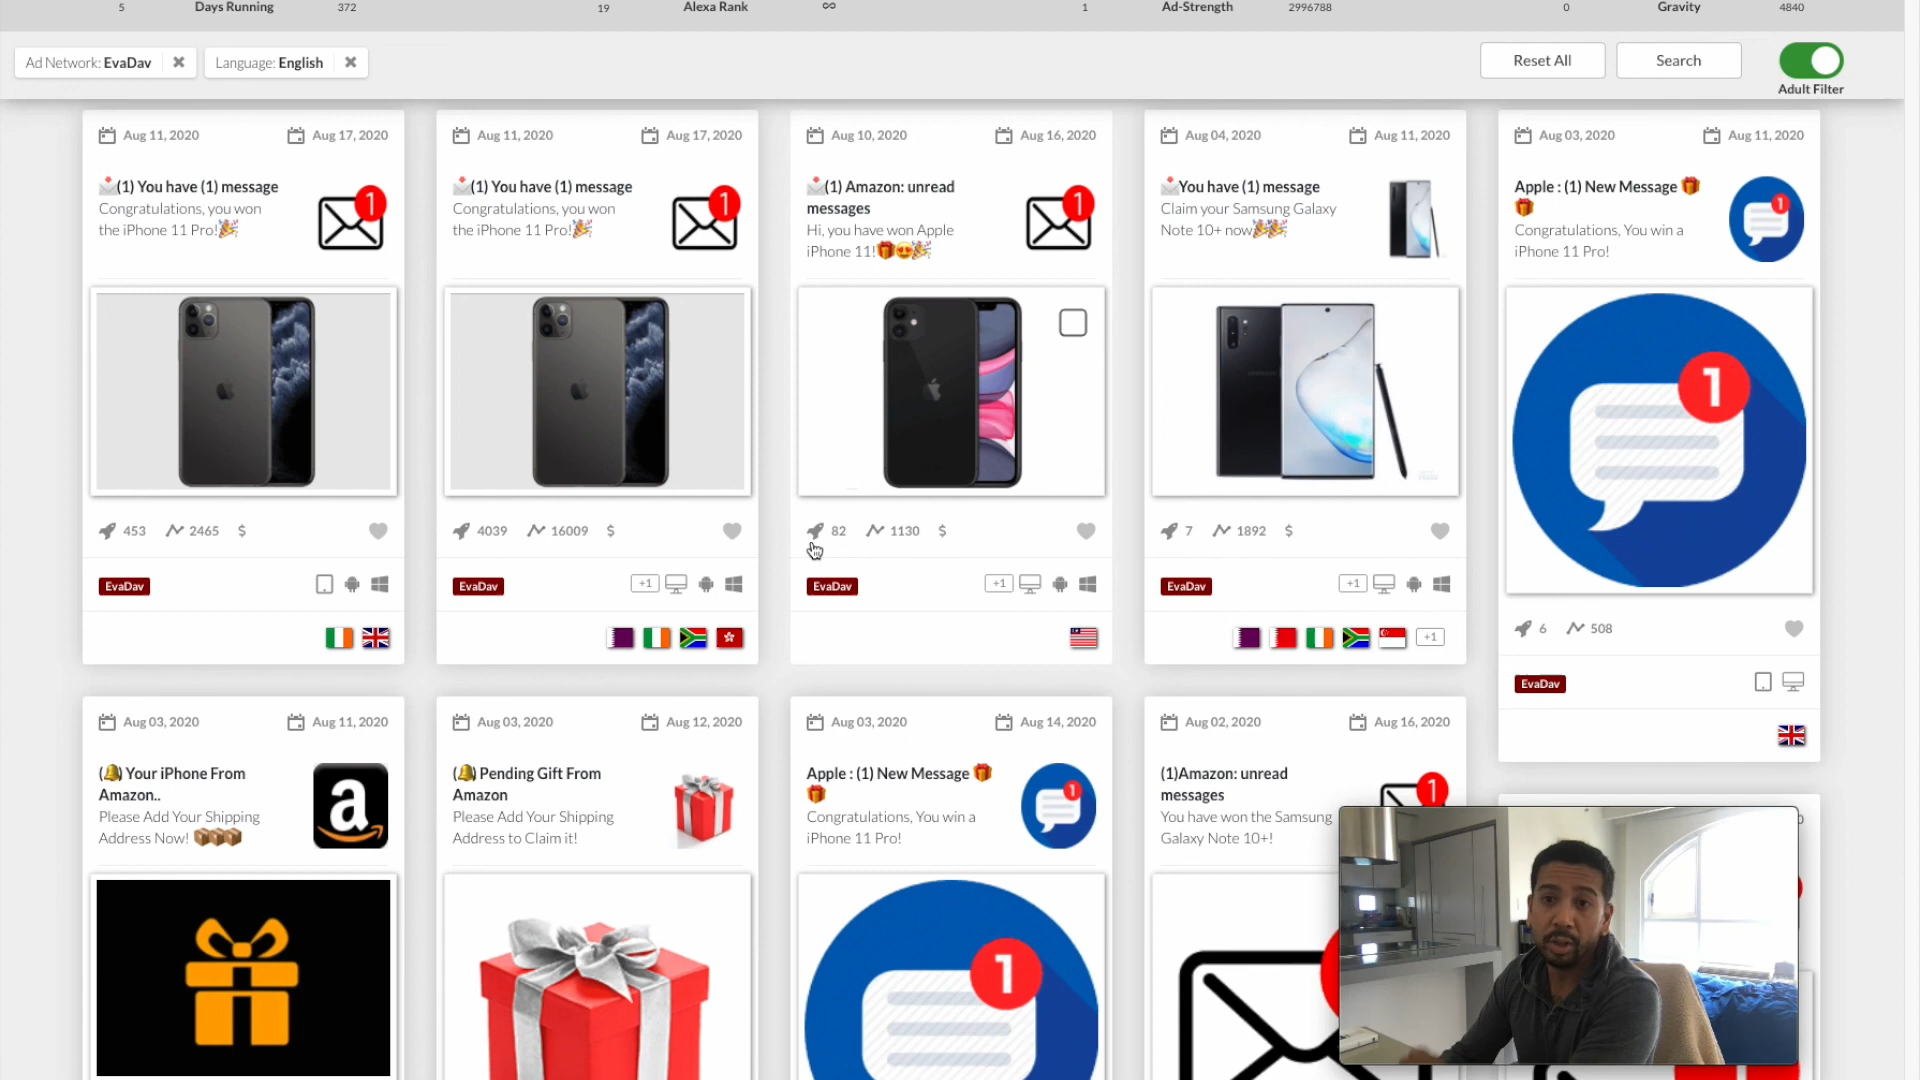 5 Days Running 372 19 Alexa Rank ∞ 1 Ad-Strength 2996788 0 Gravity 4840
Ad Network: EvaDav ✖ Language: English ✖ Reset All Search
Adult Filter
Aug 11, 2020 Aug 17, 2020
(1) You have (1) message
Congratulations, you won
the iPhone 11 Pro!🎉
1
453 2465 $
EvaDav
Aug 11, 2020 Aug 17, 2020
(1) You have (1) message
Congratulations, you won
the iPhone 11 Pro!🎉
1
4039 16009 $
EvaDav +1
Aug 10, 2020 Aug 16, 2020
(1) Amazon: unread
messages
Hi, you have won Apple
iPhone 11!🎁😍🎉
1
82 1130 $
EvaDav +1
Aug 04, 2020 Aug 11, 2020
You have (1) message
Claim your Samsung Galaxy
Note 10+ now🎉🎉
7 1892 $
EvaDav +1
+1
Aug 03, 2020 Aug 11, 2020
Apple : (1) New Message 🎁
🎁
Congratulations, You win a
iPhone 11 Pro!
1
1
6 508
EvaDav
Aug 03, 2020 Aug 11, 2020
(🔔) Your iPhone From
Amazon..
Please Add Your Shipping
Address Now! 📦📦📦
a
Aug 03, 2020 Aug 12, 2020
(🔔) Pending Gift From
Amazon
Please Add Your Shipping
Address to Claim it!
Aug 03, 2020 Aug 14, 2020
Apple : (1) New Message 🎁
🎁
Congratulations, You win a
iPhone 11 Pro!
1
1
Aug 02, 2020 Aug 16, 2020
(1)Amazon: unread
messages
You have won the Samsung
Galaxy Note 10+!
1